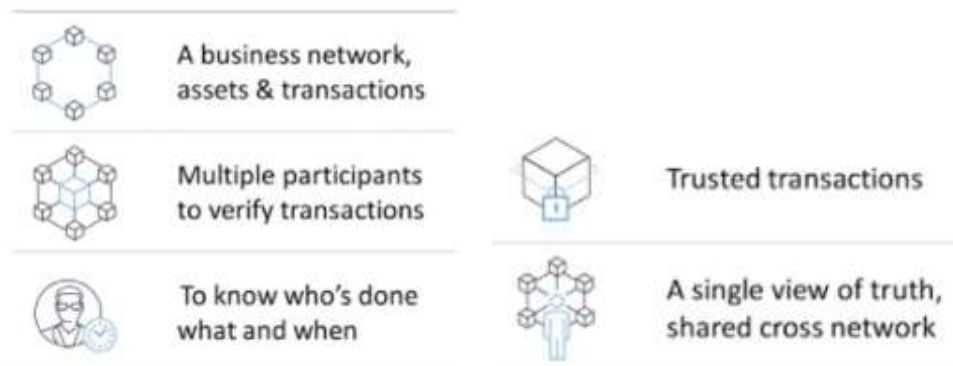 A business network,
assets & transactions
Multiple participants
to verify transactions
To know who's done
what and when
Trusted transactions
A single view of truth,
shared cross network